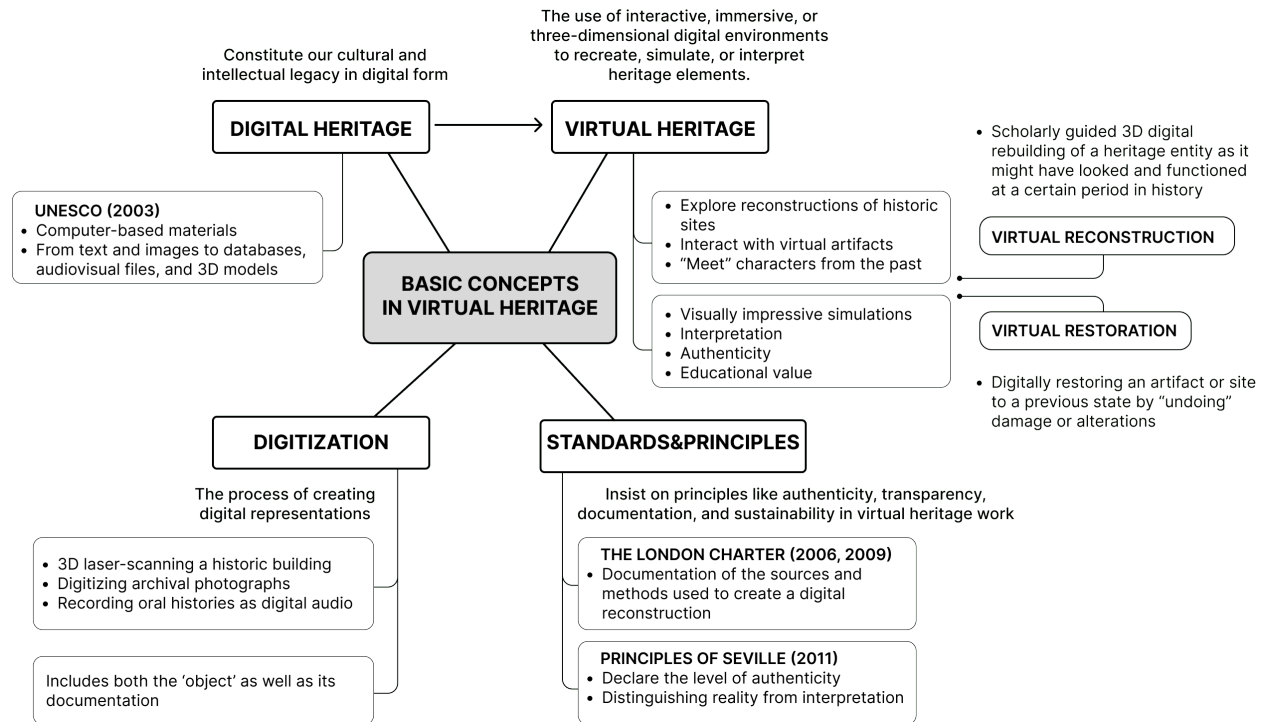 Constitute our cultural and
intellectual legacy in digital form
DIGITAL HERITAGE
UNESCO (2003)
• Computer-based materials
• From text and images to databases,
audiovisual files, and 3D models
The use of interactive, immersive, or
three-dimensional digital environments
to recreate, simulate, or interpret
heritage elements.
VIRTUAL HERITAGE
• Explore reconstructions of historic
sites
• Interact with virtual artifacts
• “Meet” characters from the past
• Visually impressive simulations
• Interpretation
• Authenticity
• Educational value
• Scholarly guided 3D digital
rebuilding of a heritage entity as it
might have looked and functioned
at a certain period in history
VIRTUAL RECONSTRUCTION
VIRTUAL RESTORATION
• Digitally restoring an artifact or site
to a previous state by “undoing”
damage or alterations
BASIC CONCEPTS
IN VIRTUAL HERITAGE
DIGITIZATION
The process of creating
digital representations
• 3D laser-scanning a historic building
• Digitizing archival photographs
• Recording oral histories as digital audio
Includes both the ‘object’ as well as its
documentation
STANDARDS&PRINCIPLES
Insist on principles like authenticity, transparency,
documentation, and sustainability in virtual heritage work
THE LONDON CHARTER (2006, 2009)
• Documentation of the sources and
methods used to create a digital
reconstruction
PRINCIPLES OF SEVILLE (2011)
• Declare the level of authenticity
• Distinguishing reality from interpretation